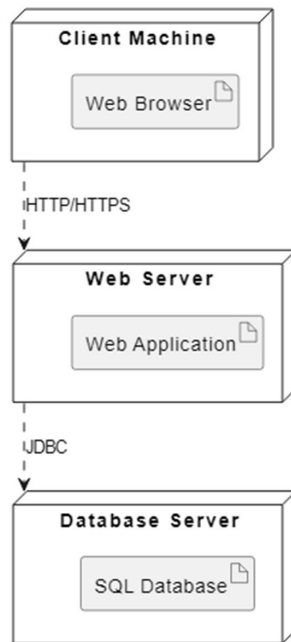 Client Machine
Web Browser
HTTP/HTTPS
Web Server
Web Application
JDBC
Database Server
SQL Database